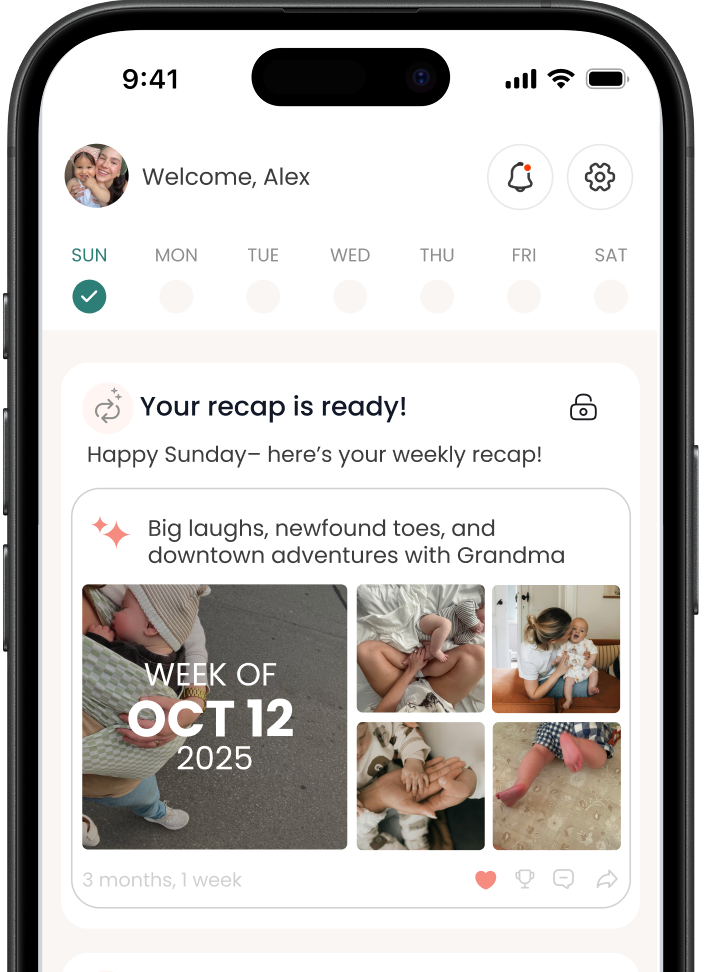 9:41
Welcome, Alex
SUN MON TUE WED THU FRI SAT
Your recap is ready!
Happy Sunday– here’s your weekly recap!
Big laughs, newfound toes, and
downtown adventures with Grandma
WEEK OF
OCT 12
2025
3 months, 1 week